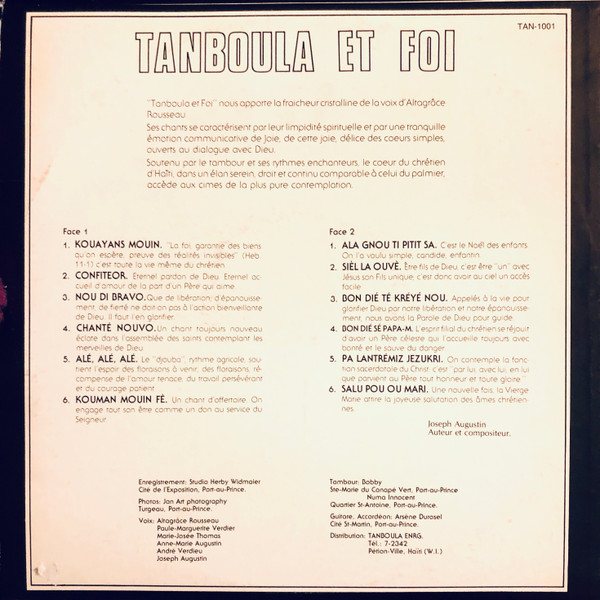 TAN-1001
TANBOULA ET FOI
"Tanboula et Foi" nous apporte la fraicheur cristalline de la voix d'Altagrâce
Rousseau
Ses chants se caractérisent par leur limpidité spirituelle et par une tranquille
émotion communicative de Joie, de cette joie, délice des coeurs simples,
ouverts au dialogue avec Dieu.
Soutenu par le tambour et ses rythmes enchanteurs, le coeur du chrétien
d'Haïti, dans un élan serein, droit et continu comparable à celui du palmier,
accède aux cimes de la plus pure contemplation.
Face 1
1. KOUAYANS MOUIN. "La foi, garantie des biens
qu'on espère, preuve des réalités invisibles" (Heb.
11-1) c'est toute la vie même du chrétien.
2. CONFITEOR. Eternel pardon de Dieu. Eternel ac-
cueil d'amour de la part d'un Père qui aime
3. NOU DI BRAVO. Que de libération; d'épanouisse-
ment, de fierté ne doit-on pas à l'action bienveillante
de Dieu. Il faut l'en glorifier
4. CHANTÉ NOUVO. Un chant toujours nouveau
éclate dans l'assemblée des saints contemplant les
merveilles de Dieu
5. ALÉ, ALÉ, ALÉ. Le "djouba", rythme agricole, sou-
tient l'espoir des floraisons à venir, des floraisons, ré-
compense de l'amour tenace, du travail persévérant
et du courage patient
6. KOUMAN MOUIN FÉ. Un chant d'offertoire. On
engage tout son être comme un don au service du
Seigneur
Face 2
1. ALA GNOU TI PITIT SA. C'est le Noël des enfants.
On l'a voulu simple, candide, enfantin.
2. SIÈL LA OUVÉ. Être fils de Dieu, c'est être "un" avec
Jésus son Fils unique, c'est donc avoir au ciel un accès
facile
3. BON DIÉ TÉ KRÉYÉ NOU. Appelés à la vie pour
glorifier Dieu par notre libération et notre épanouisse-
ment, nous avons la Parole de Dieu pour guide
4. BON DIÉ SÉ PAPA-M. L'esprit filial du chrétien se réjouit
d'avoir un Père céleste qui l'accueille toujours avec
bonté et le sauve du danger
5. PA LANTRÉMIZ JEZUKRI. On contemple la fonc-
tion sacerdotale du Christ: c'est "par lui, avec lui, en lui
que parvient au Père tout honneur et toute gloire"
6. SALU POU OU MARI. Une nouvelle fois, la Vierge
Marie attire la joyeuse salutation des âmes chrétien-
nes
Joseph Augustin
Auteur et compositeur.
Enregistrement: Studio Herby Widmaier
Cité de l'Exposition, Port-au-Prince.
Photos: Jan Art photography
Turgeau, Port-au-Prince.
Voix: Altagrâce Rousseau
Paule-Marguerite Verdier
Marie-Josée Thomas
Anne-Marie Augustin
André Verdieu
Joseph Augustin
Tambour: Bobby
Ste-Marie du Canapé Vert, Port-au-Prince
Numa Innocent
Quartier St-Antoine, Port-au-Prince.
Guitare, Accordéon: Arsène Durosel
Cité St-Martin, Port-au-Prince.
Distribution: TANBOULA ENRG.
Tél.: 7-2342
Pétion-Ville, Haïti (W.I.)